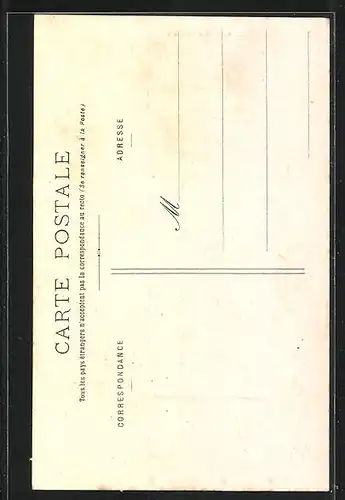 CARTE POSTALE
Tous les pays étrangers n'acceptent pas la correspondance au recto (Se renseigner à la Poste)
CORRESPONDANCE
ADRESSE
M